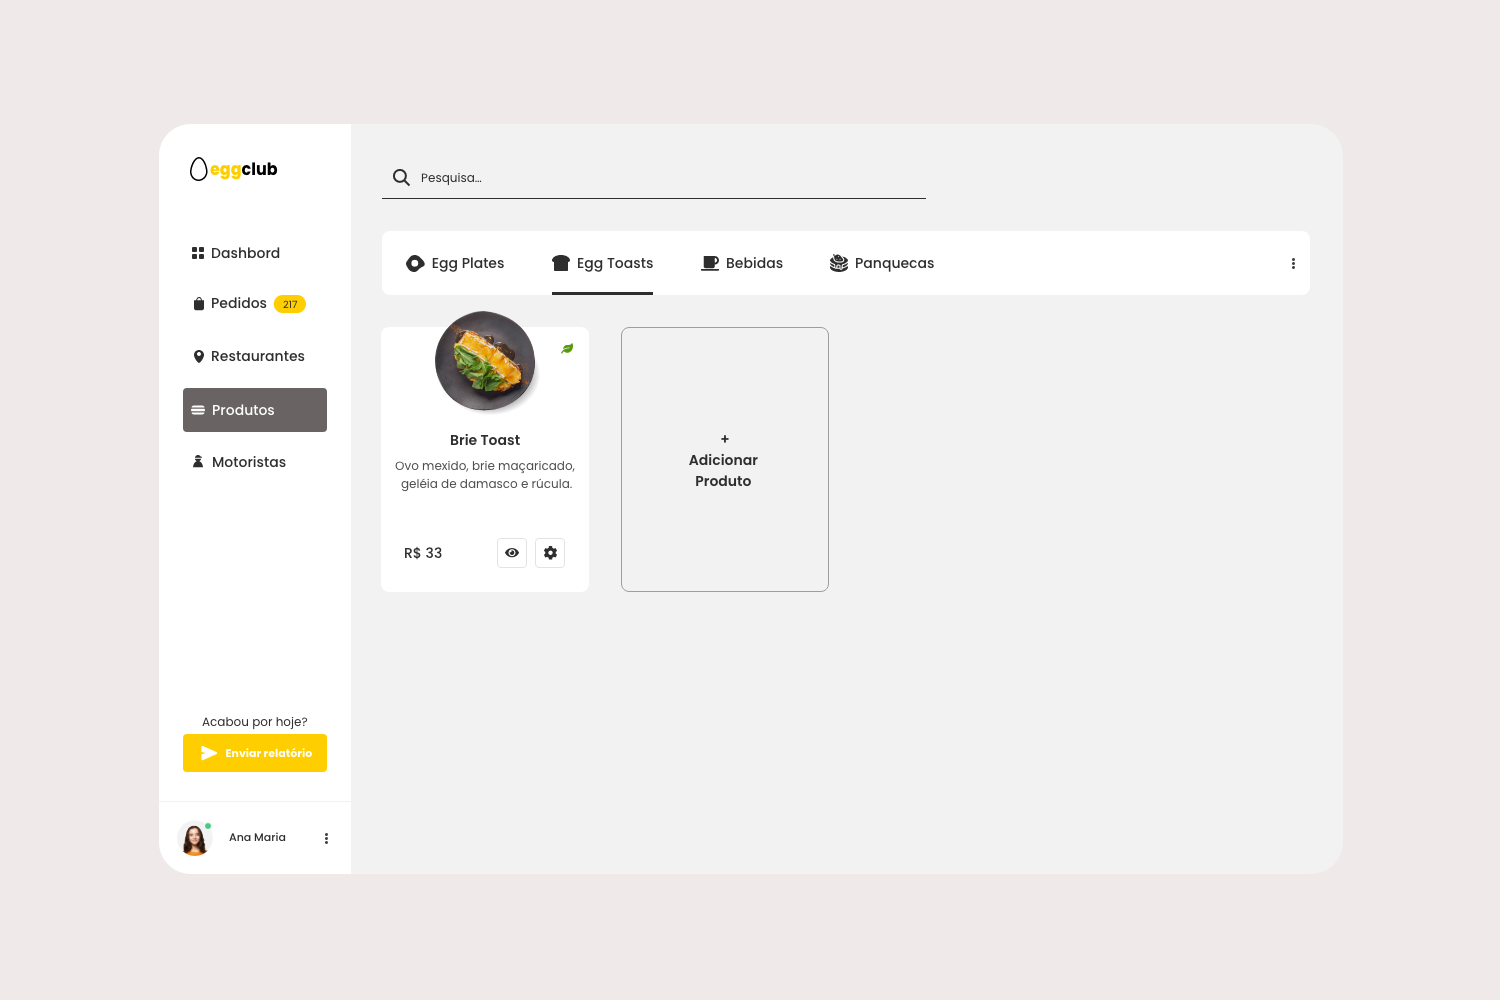 eggclub
Pesquisa...
Dashbord
Pedidos 217
Restaurantes
Produtos
Motoristas
Acabou por hoje?
Enviar relatório
Ana Maria
Egg Plates Egg Toasts Bebidas Panquecas
Brie Toast
Ovo mexido, brie maçaricado,
geléia de damasco e rúcula.
R$ 33
+
Adicionar
Produto